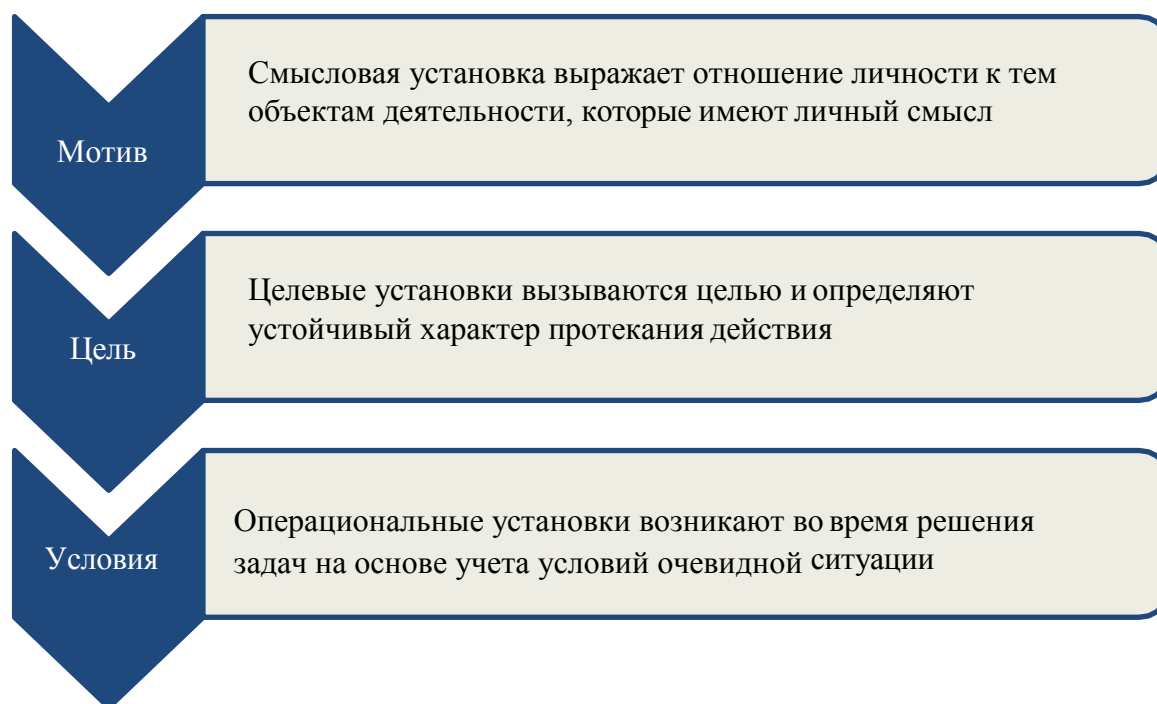 Мотив
Смысловая установка выражает отношение личности к тем
объектам деятельности, которые имеют личный смысл
Цель
Целевые установки вызываются целью и определяют
устойчивый характер протекания действия
Условия
Операциональные установки возникают во время решения
задач на основе учета условий очевидной ситуации